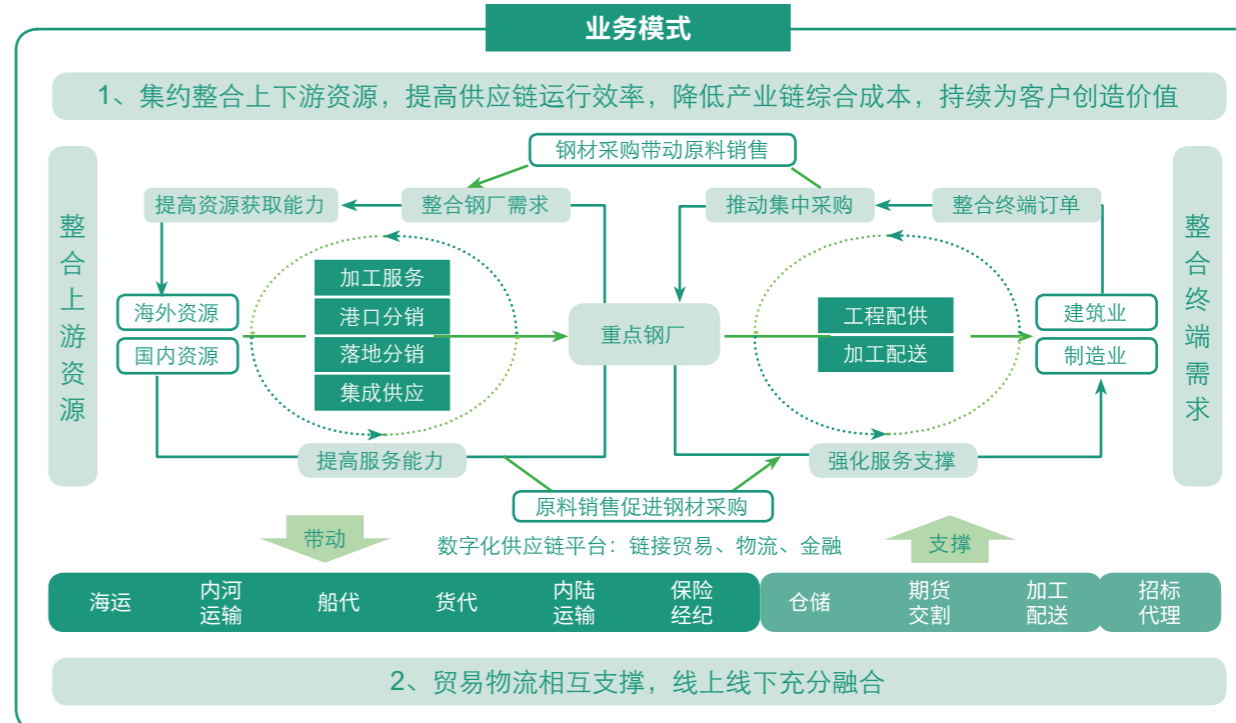 业务模式
1、集约整合上下游资源，提高供应链运行效率，降低产业链综合成本，持续为客户创造价值
钢材采购带动原料销售
提高资源获取能力
整合钢厂需求
推动集中采购
整合终端订单
整合上游资源
整合终端需求
加工服务
港口分销
落地分销
集成供应
海外资源
国内资源
重点钢厂
工程配供
加工配送
建筑业
制造业
提高服务能力
强化服务支撑
原料销售促进钢材采购
带动
数字化供应链平台：链接贸易、物流、金融
支撑
海运
内河
运输
船代
货代
内陆
运输
保险
经纪
仓储
期货
交割
加工
配送
招标
代理
2、贸易物流相互支撑，线上线下充分融合